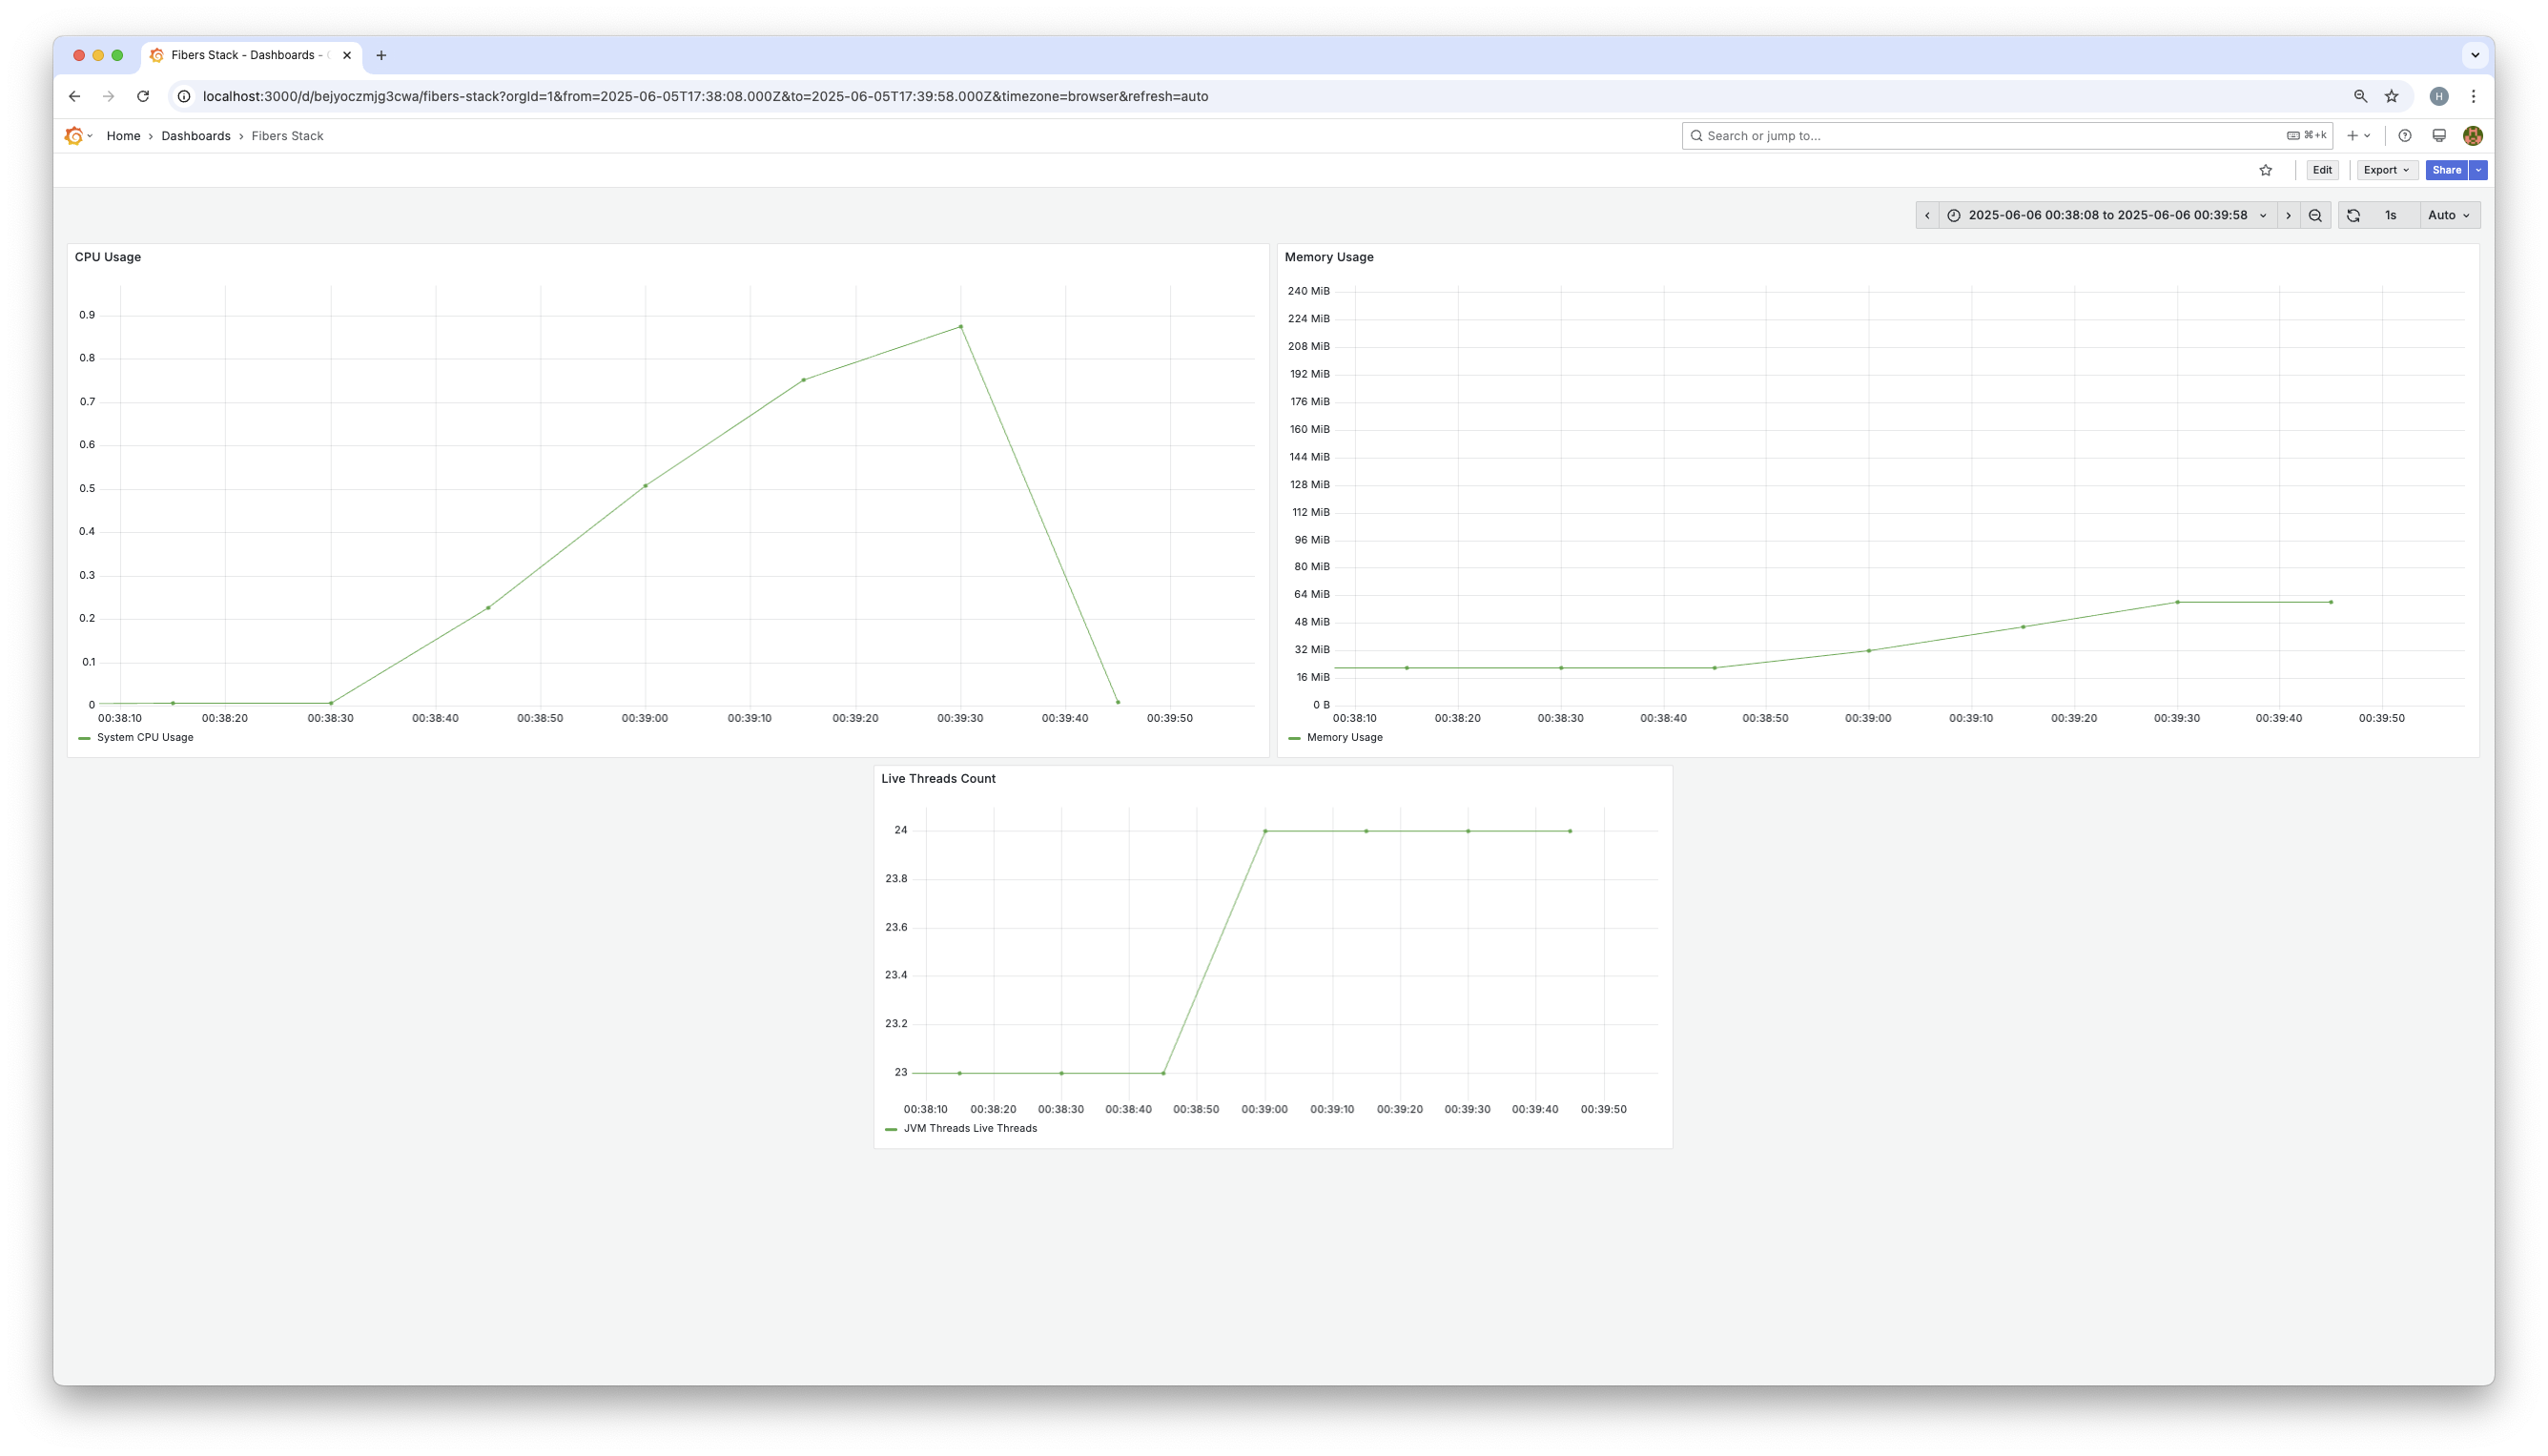 Fibers Stack - Dashboards -
localhost:3000/d/bejyoczmjg3cwa/fibers-stack?orgId=1&from=2025-06-05T17:38:08.000Z&to=2025-06-05T17:39:58.000Z&timezone=browser&refresh=auto
H
Home › Dashboards › Fibers Stack
Search or jump to...
⌘+k
Edit
Export
Share
2025-06-06 00:38:08 to 2025-06-06 00:39:58
1s
Auto
CPU Usage
0.9
0.8
0.7
0.6
0.5
0.4
0.3
0.2
0.1
0
00:38:10 00:38:20 00:38:30 00:38:40 00:38:50 00:39:00 00:39:10 00:39:20 00:39:30 00:39:40 00:39:50
System CPU Usage
Memory Usage
240 MiB
224 MiB
208 MiB
192 MiB
176 MiB
160 MiB
144 MiB
128 MiB
112 MiB
96 MiB
80 MiB
64 MiB
48 MiB
32 MiB
16 MiB
0 B
00:38:10 00:38:20 00:38:30 00:38:40 00:38:50 00:39:00 00:39:10 00:39:20 00:39:30 00:39:40 00:39:50
Memory Usage
Live Threads Count
24
23.8
23.6
23.4
23.2
23
00:38:10 00:38:20 00:38:30 00:38:40 00:38:50 00:39:00 00:39:10 00:39:20 00:39:30 00:39:40 00:39:50
JVM Threads Live Threads